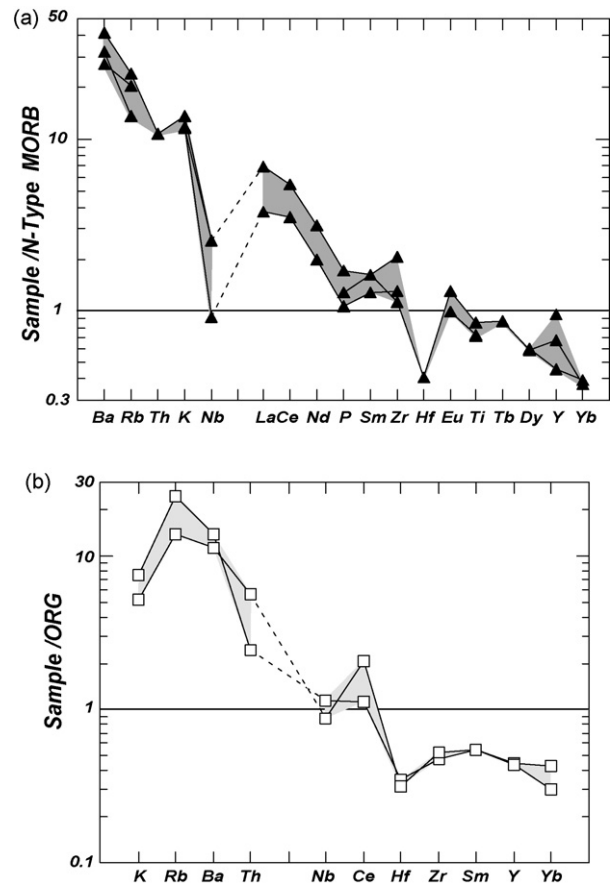 (a)
50
10
1
0.3
Sample /N-Type MORB
Ba Rb Th K Nb La Ce Nd P Sm Zr Hf Eu Ti Tb Dy Y Yb
(b)
30
10
1
0.1
Sample /ORG
K Rb Ba Th Nb Ce Hf Zr Sm Y Yb